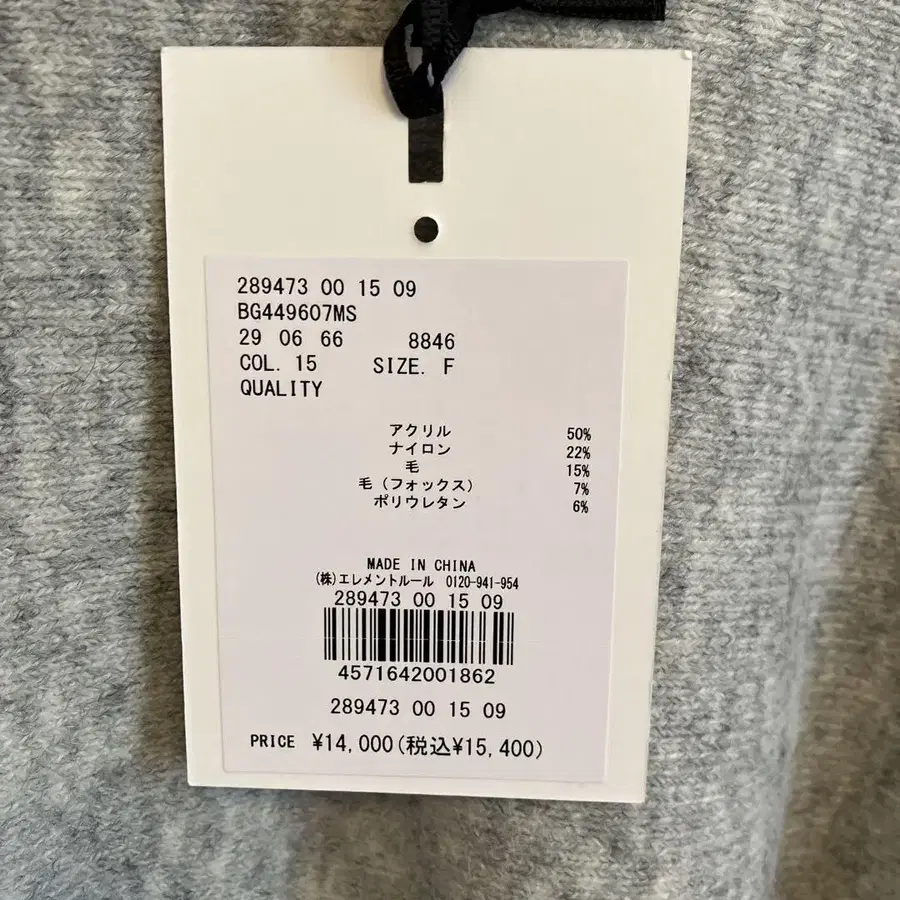 289473 00 15 09
BG449607MS
29 06 66 8846
COL. 15 SIZE. F
QUALITY
アクリル 50%
ナイロン 22%
毛 15%
毛(フォックス) 7%
ポリウレタン 6%
MADE IN CHINA
(株)エレメントルール 0120-941-954
289473 00 15 09
4571642001862
289473 00 15 09
PRICE ¥14,000(税込¥15,400)